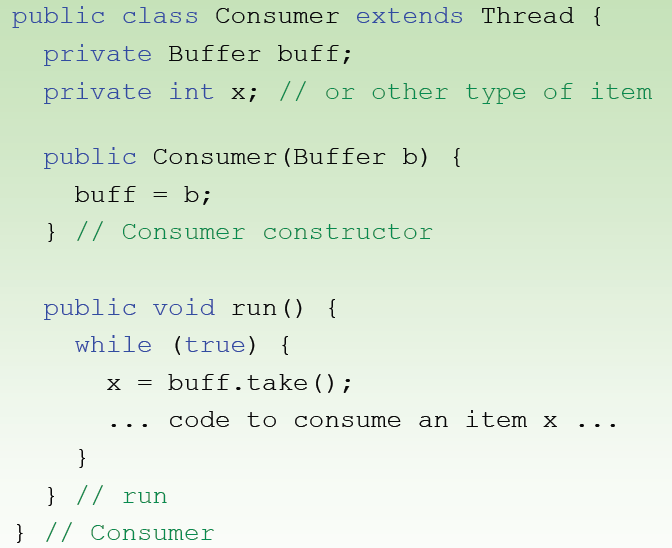 public class Consumer extends Thread {
  private Buffer buff;
  private int x; // or other type of item

  public Consumer(Buffer b) {
    buff = b;
  } // Consumer constructor

  public void run() {
    while (true) {
      x = buff.take();
      ... code to consume an item x ...
    }
  } // run
} // Consumer